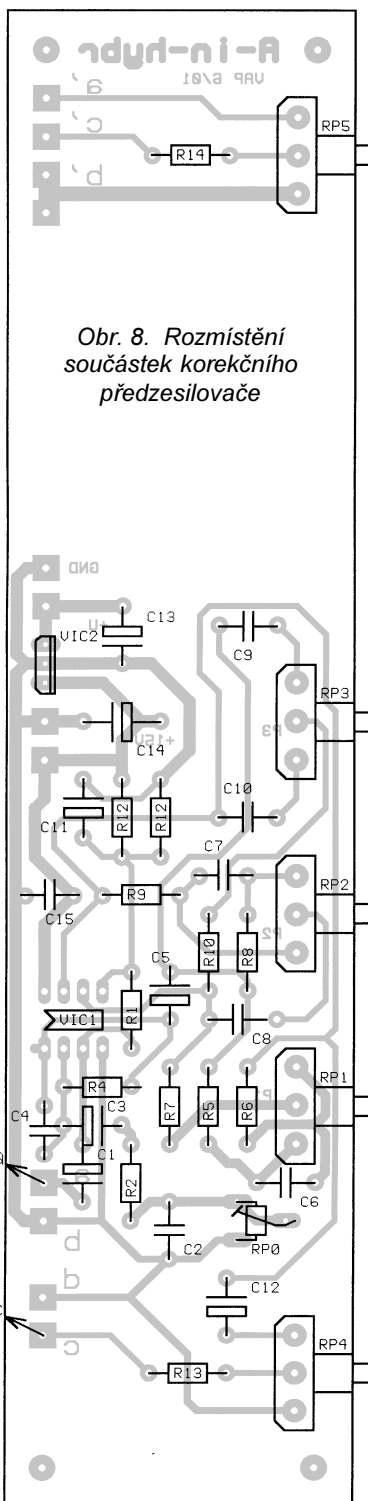 A-in-hybr
VAP 6/01
a'
RP5
c'
R14
b'
Obr. 8. Rozmístění
součástek korekčního
předzesilovače
GND
+U
C13
VIC2
C9
RP3
P3
+15V
C14
C10
C11
R12
R12
C7
RP2
R9
C15
P2
R10
R8
C5
VIC1
R1
C8
RP1
R4
C4
C3
R7
R5
R6
C1
R2
C6
b
C2
RP0
b
C12
RP4
c
R13